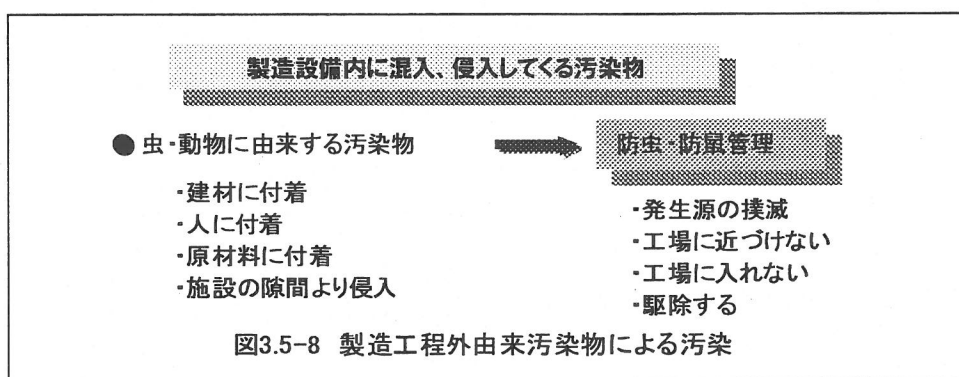 製造設備内に混入、侵入してくる汚染物
●虫・動物に由来する汚染物
・建材に付着
・人に付着
・原材料に付着
・施設の隙間より侵入
防虫・防鼠管理
・発生源の撲滅
・工場に近づけない
・工場に入れない
・駆除する
図3.5-8 製造工程外由来汚染物による汚染